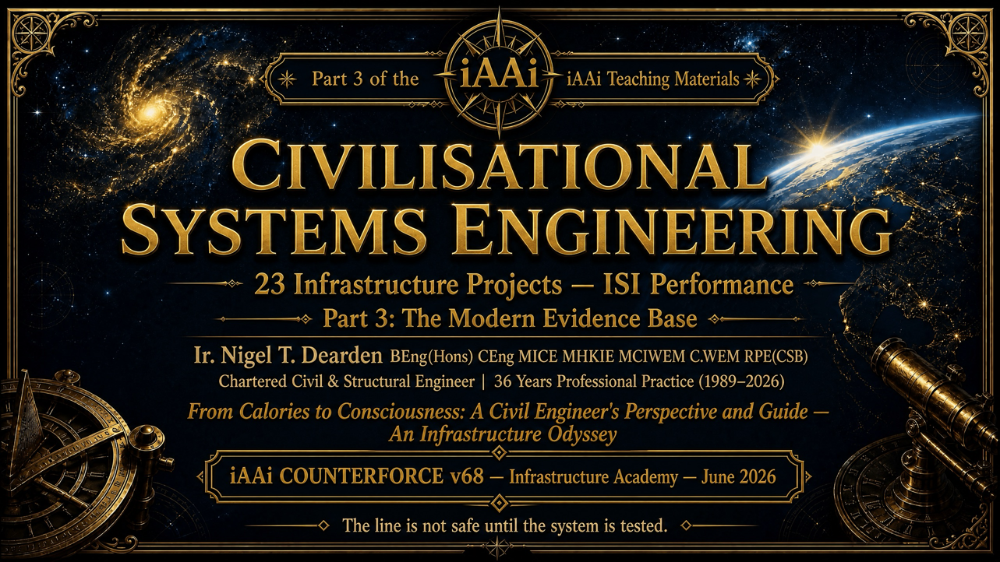 Part 3 of the iAAi iAAi Teaching Materials
CIVILISATIONAL
SYSTEMS ENGINEERING
23 Infrastructure Projects — ISI Performance
Part 3: The Modern Evidence Base
Ir. Nigel T. Dearden BEng(Hons) CEng MICE MHKIE MCIWEM C.WEM RPE(CSB)
Chartered Civil & Structural Engineer | 36 Years Professional Practice (1989–2026)
From Calories to Consciousness: A Civil Engineer's Perspective and Guide —
An Infrastructure Odyssey
iAAi COUNTERFORCE v68 — Infrastructure Academy — June 2026
The line is not safe until the system is tested.